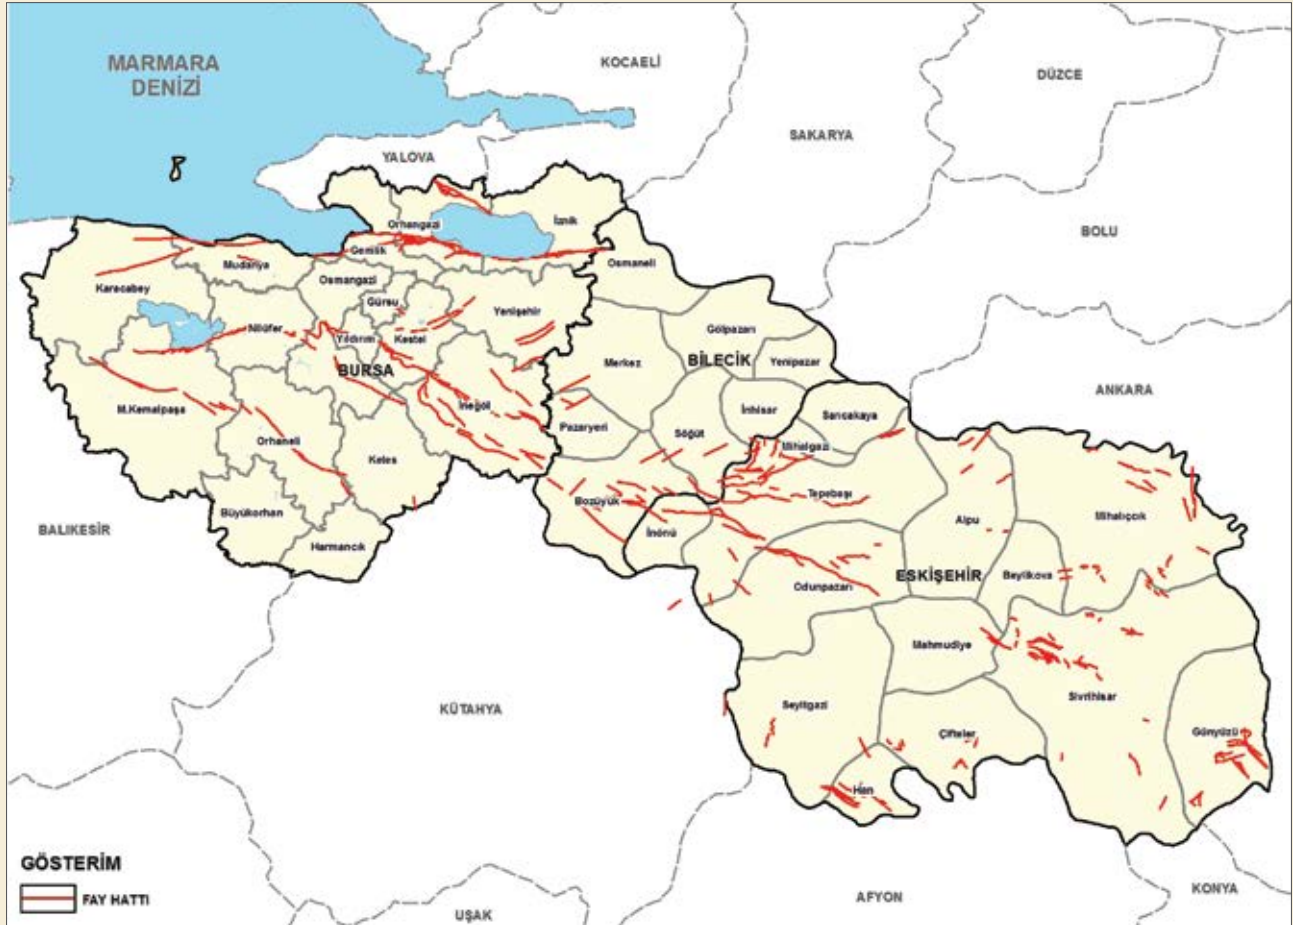 MARMARA
DENİZİ
KOCAELİ
DÜZCE
SAKARYA
YALOVA
8
İznik
Orhangazi
BOLU
Gemlik
Mudanya
Osmaneli
Osmangazi
Karacabey
Gürsu
Yenişehir
Nilüfer
Yıldırım
Kestel
Gölpazarı
Merkez
BİLECİK
Yenipazar
BURSA
ANKARA
M.Kemalpaşa
İnegöl
İnhisar
Sarıcakaya
Pazaryeri
Söğüt
Orhaneli
Mihalgazi
Keles
Tepebaşı
Bozüyük
Büyükorhan
Mihalıçcık
Alpu
BALIKESİR
İnönü
Harmancık
ESKİŞEHİR
Beylikova
Odunpazarı
Mahmudiye
Sivrihisar
KÜTAHYA
Seyitgazi
Çifteler
Günyüzü
Han
GÖSTERİM
FAY HATTI
UŞAK
AFYON
KONYA